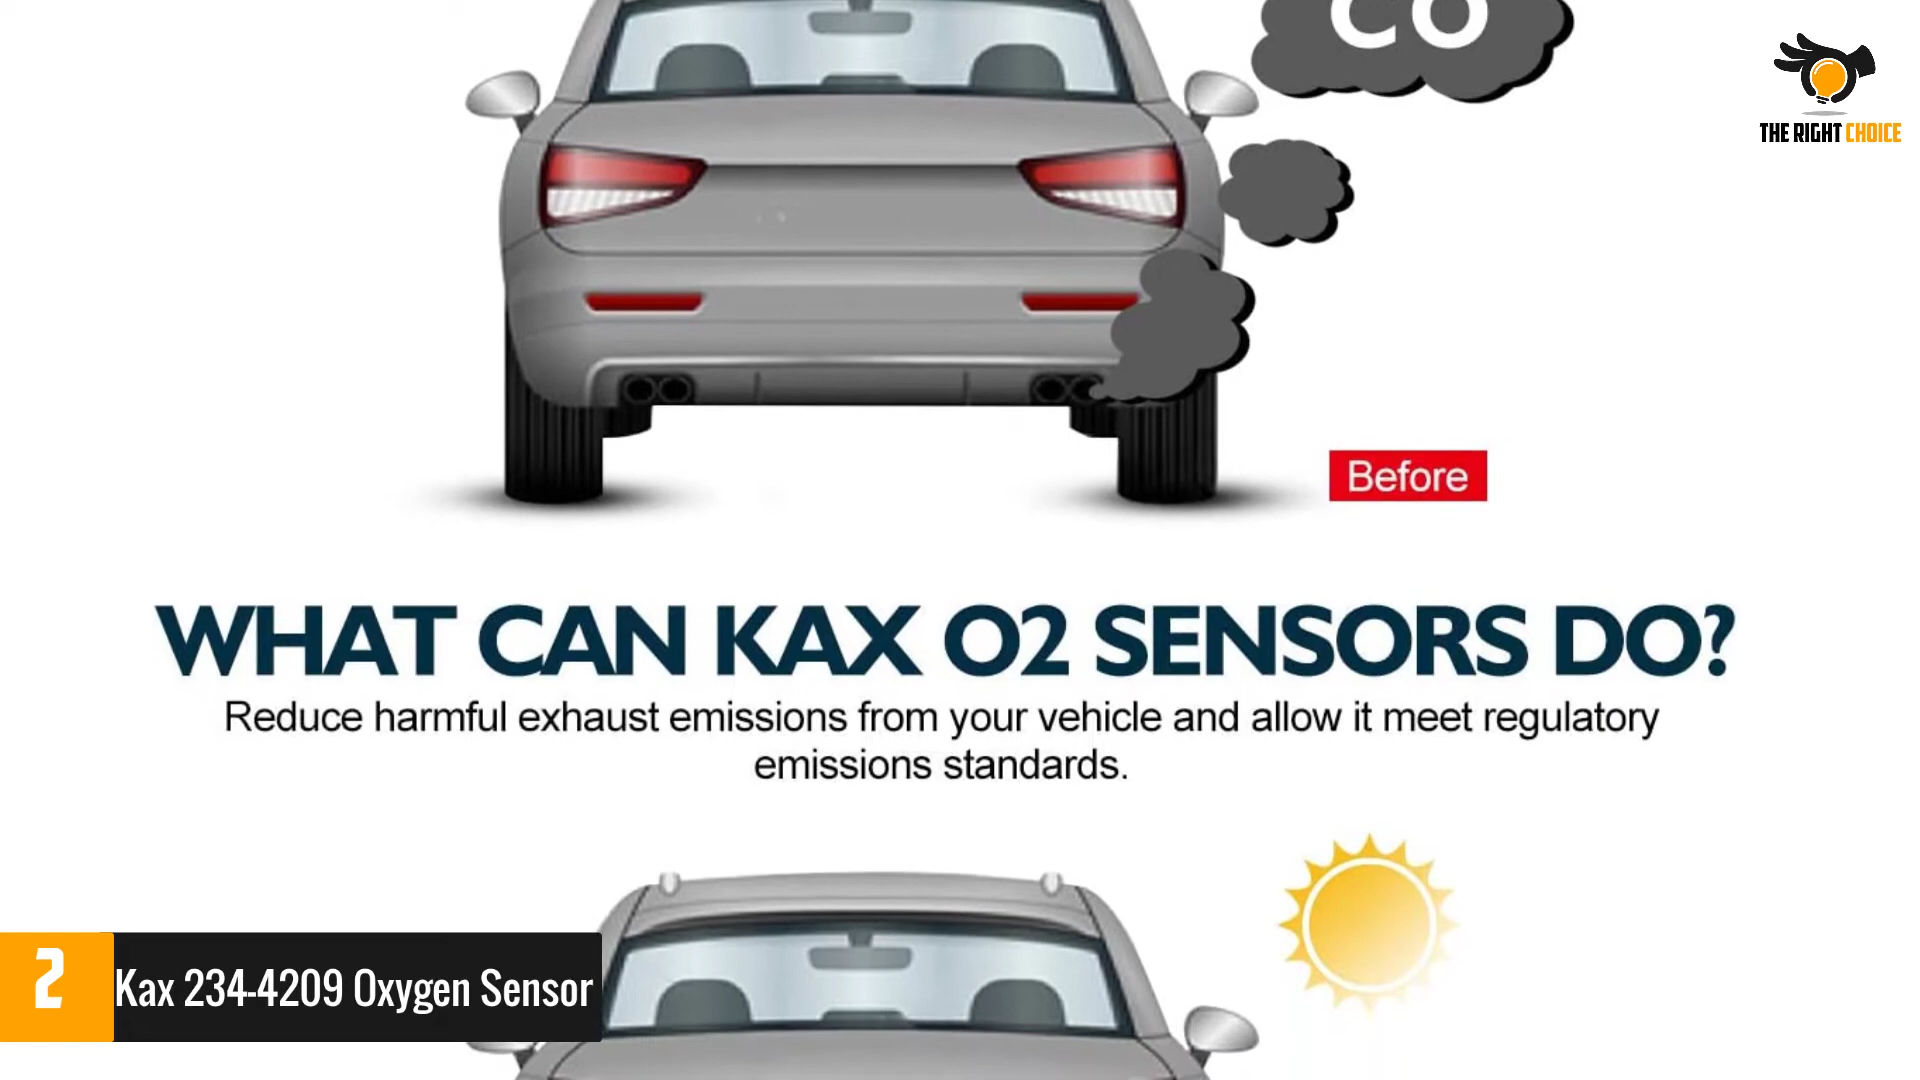 CO
THE RIGHT CHOICE
Before
WHAT CAN KAX O2 SENSORS DO?
Reduce harmful exhaust emissions from your vehicle and allow it meet regulatory
emissions standards.
2
Kax 234-4209 Oxygen Sensor